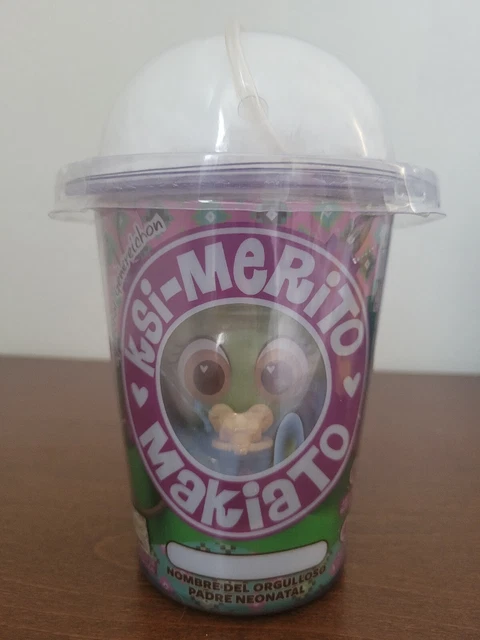 KSI-MERITO
MAKIATO
NOMBRE DEL ORGULLOSO
PADRE NEONATAL